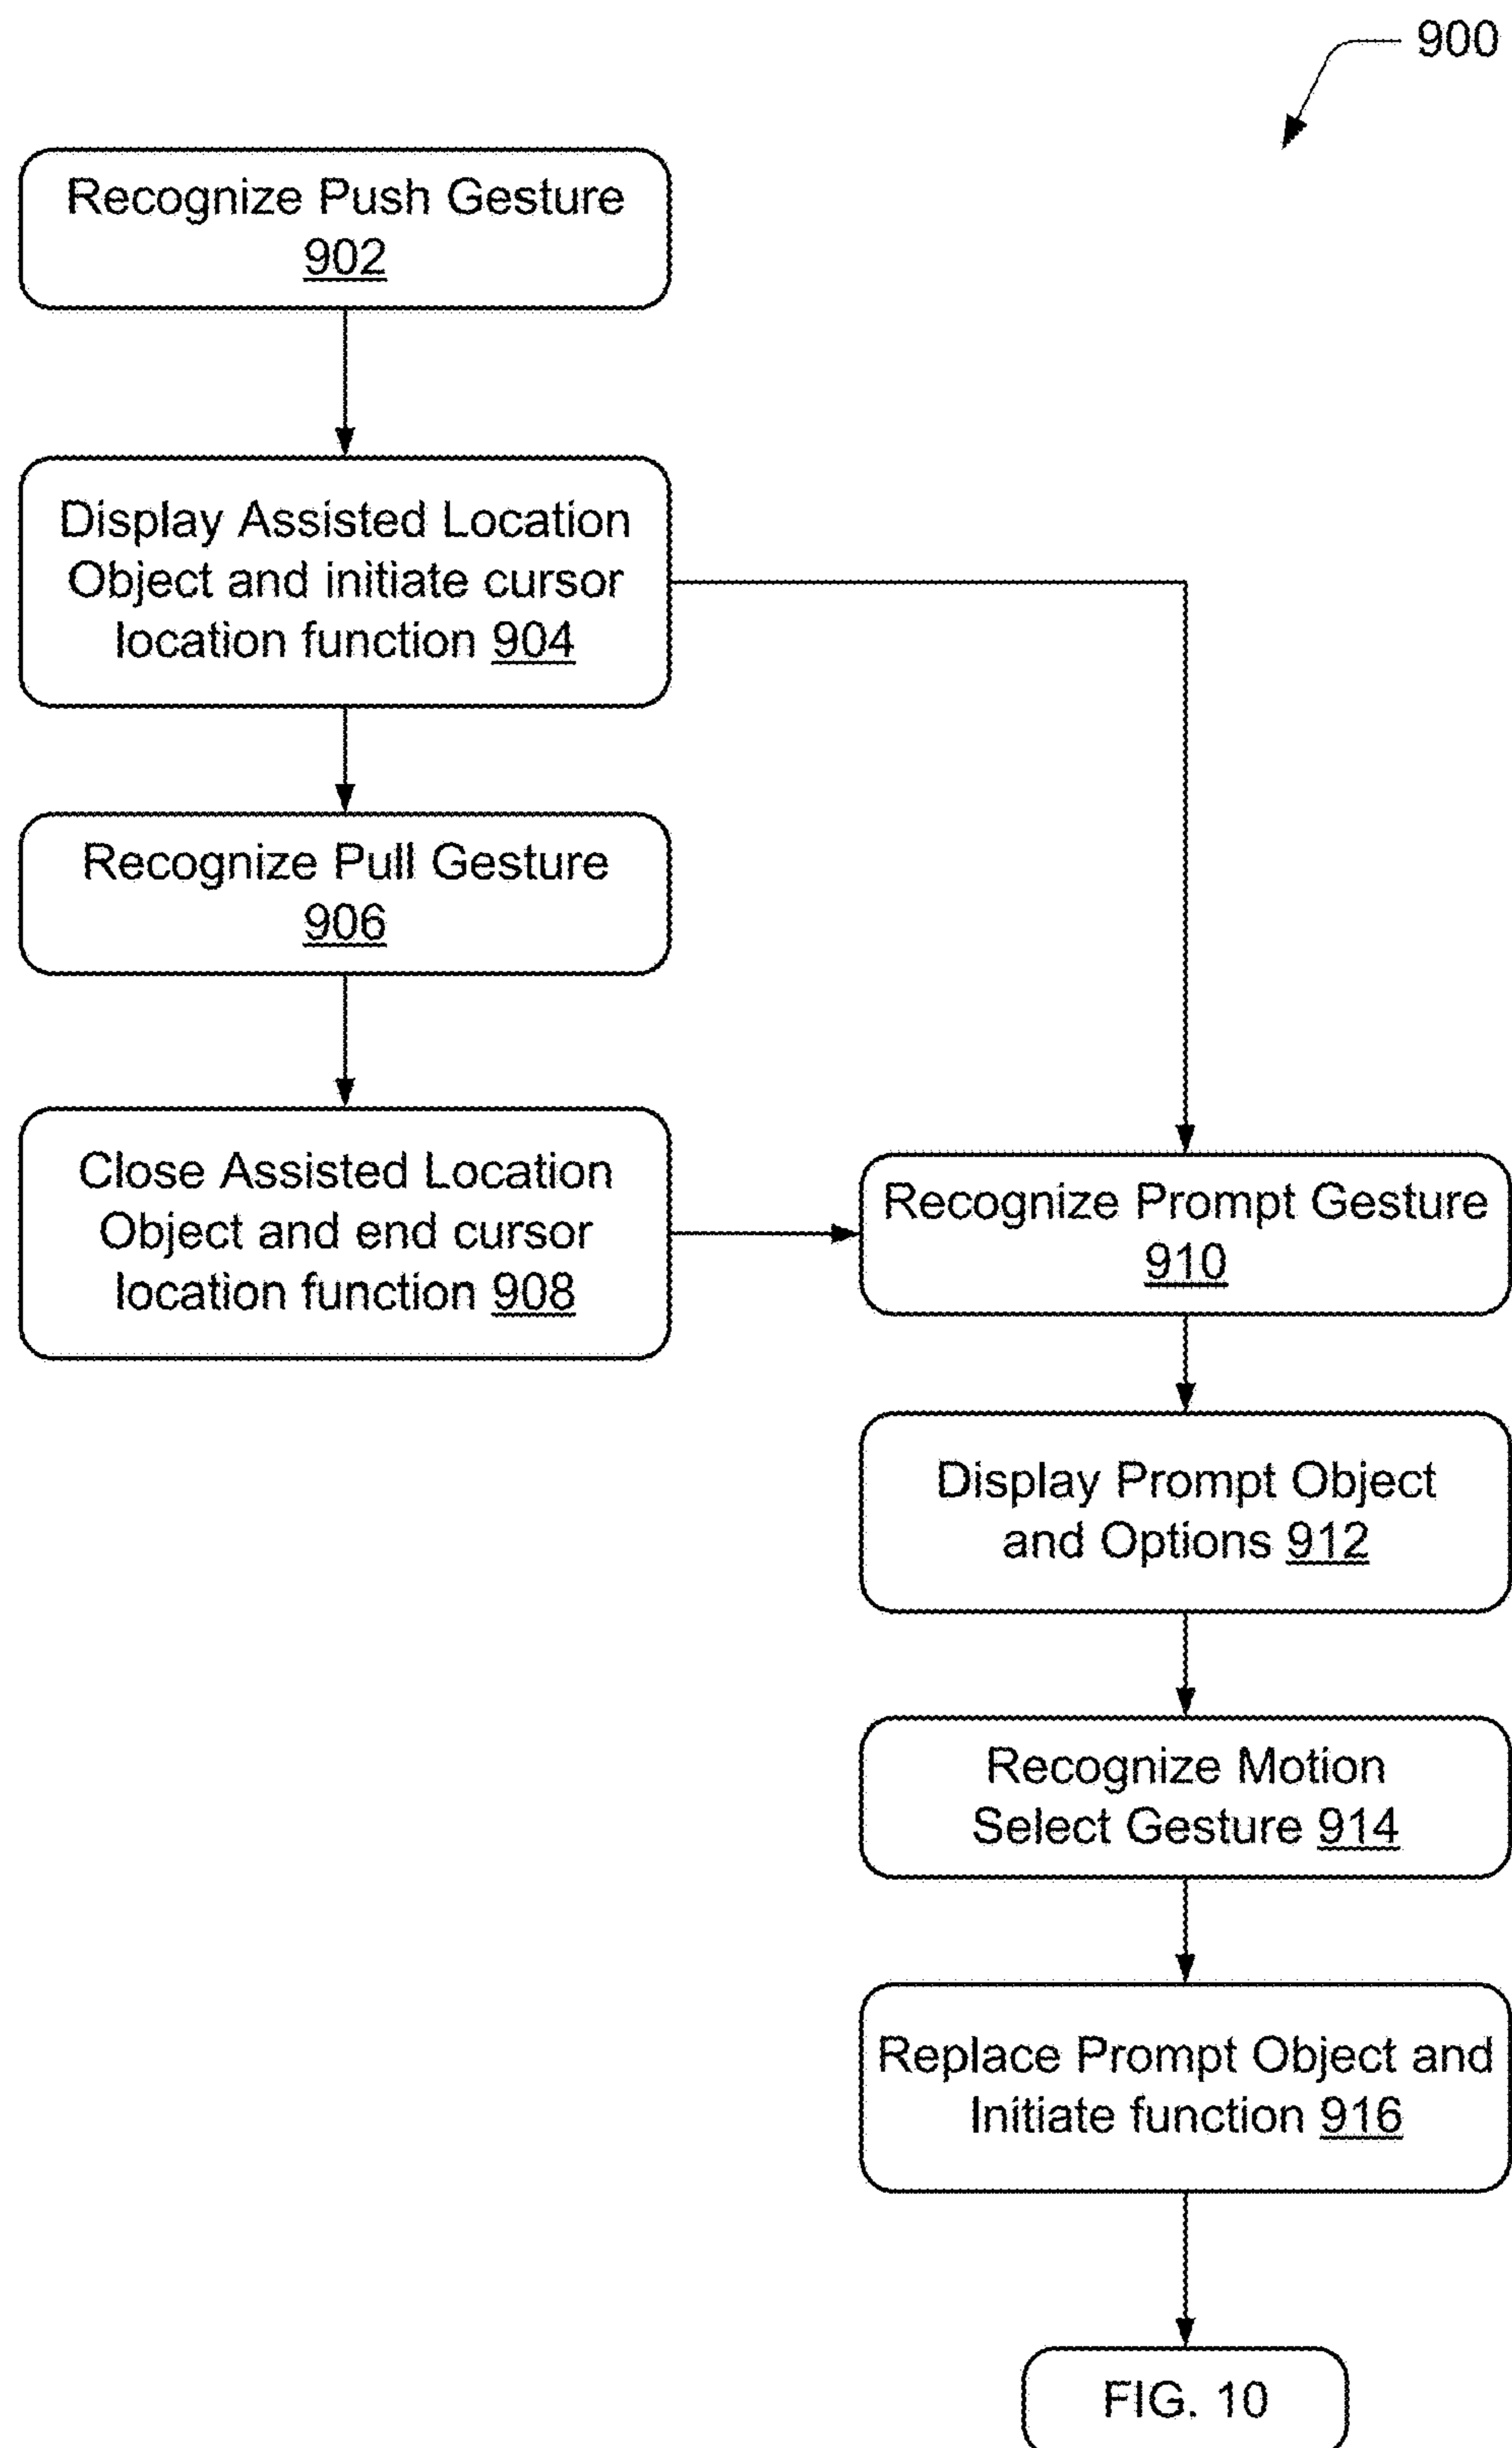 900
Recognize Push Gesture
902
Display Assisted Location
Object and initiate cursor
location function 904
Recognize Pull Gesture
906
Close Assisted Location
Object and end cursor
location function 908
Recognize Prompt Gesture
910
Display Prompt Object
and Options 912
Recognize Motion
Select Gesture 914
Replace Prompt Object and
Initiate function 916
FIG. 10